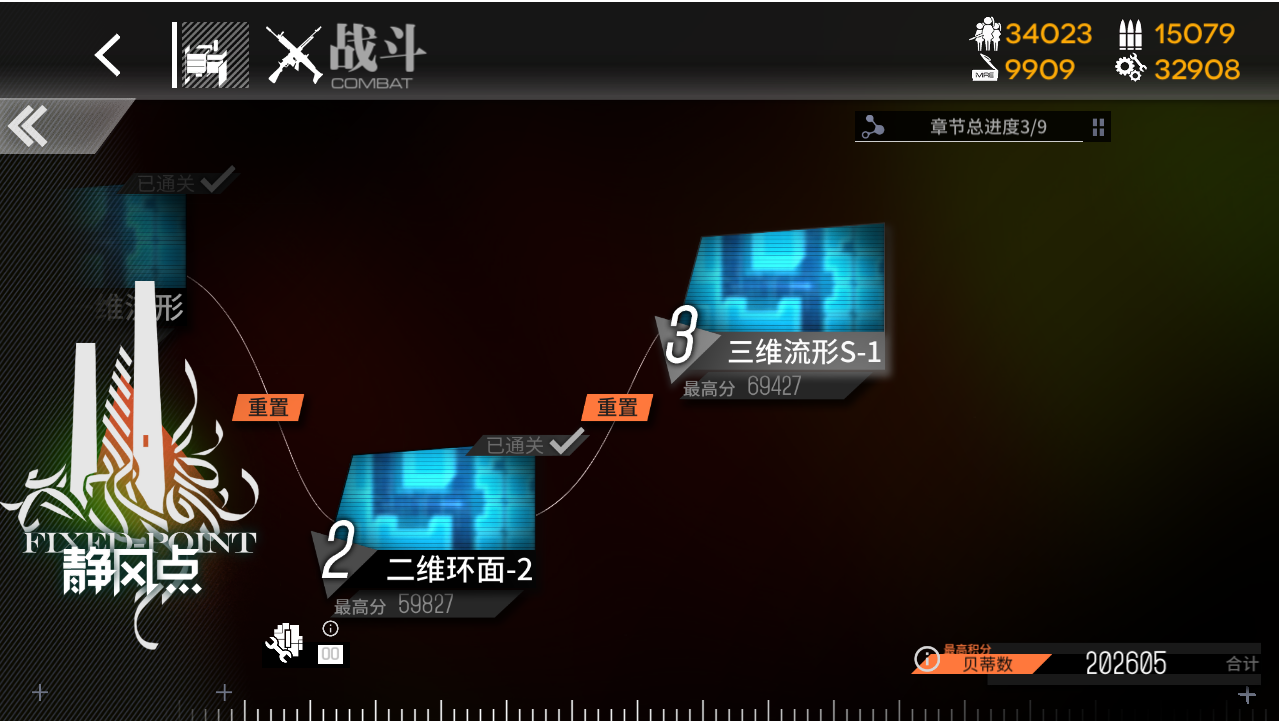 战斗
COMBAT
34023
15079
MRE
9909
32908
章节总进度3/9
已通关
维流形
重置
重置
3
三维流形S-1
最高分 69427
已通关
2
二维环面-2
最高分 59827
FIXED-POINT
静风点
00
最高积分
贝蒂数
202605
合计